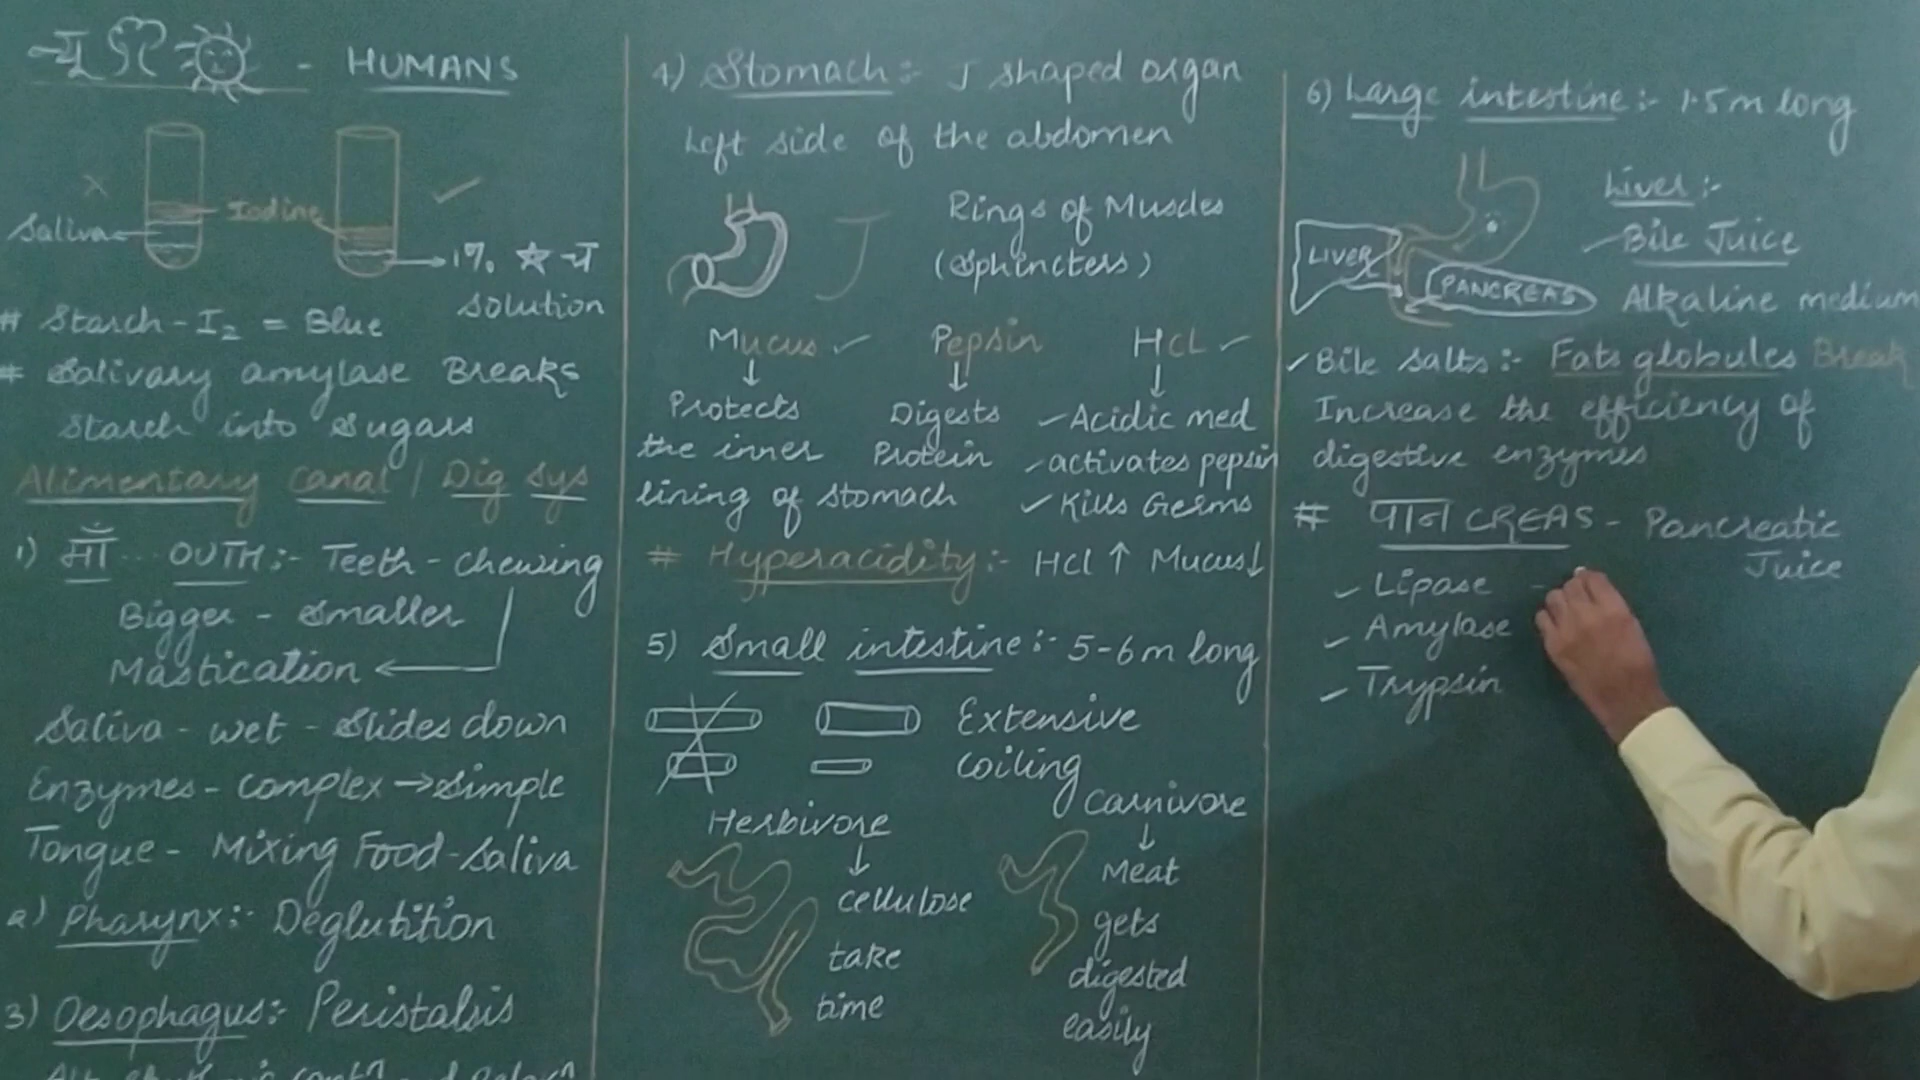 न्यू - HUMANS
Saliva
Iodine
1% ★ र्च
solution
# Starch - I2 = Blue
# Salivary amylase Breaks
Starch into sugars
Alimentary canal / Dig sys
1) माँ ... OUTH :- Teeth - chewing
Bigger - smaller
Mastication
Saliva - wet - slides down
Enzymes - complex → simple
Tongue - Mixing Food - saliva
2) Pharynx :- Deglutition
3) Oesophagus :- Peristalsis
4) Stomach :- J shaped organ
Left side of the abdomen
J
Rings of Muscles
(Sphincters)
Mucus ✓ Pepsin HCL ✓
Protects
the inner
lining of stomach
Digests
Protein
✓ Acidic med
✓ activates pepsin
✓ Kills Germs
# Hyperacidity :- Hcl ↑ Mucus ↓
5) Small intestine :- 5-6m long
Extensive
coiling
Herbivore
↓
cellulose
take
time
Carnivore
↓
Meat
gets
digested
easily
6) Large intestine :- 1.5m long
LIVER
PANCREAS
Liver :-
✓ Bile Juice
Alkaline medium
✓ Bile salts :- Fats globules Break
Increase the efficiency of
digestive enzymes
# पान CREAS - Pancreatic
Juice
✓ Lipase -
✓ Amylase
✓ Trypsin